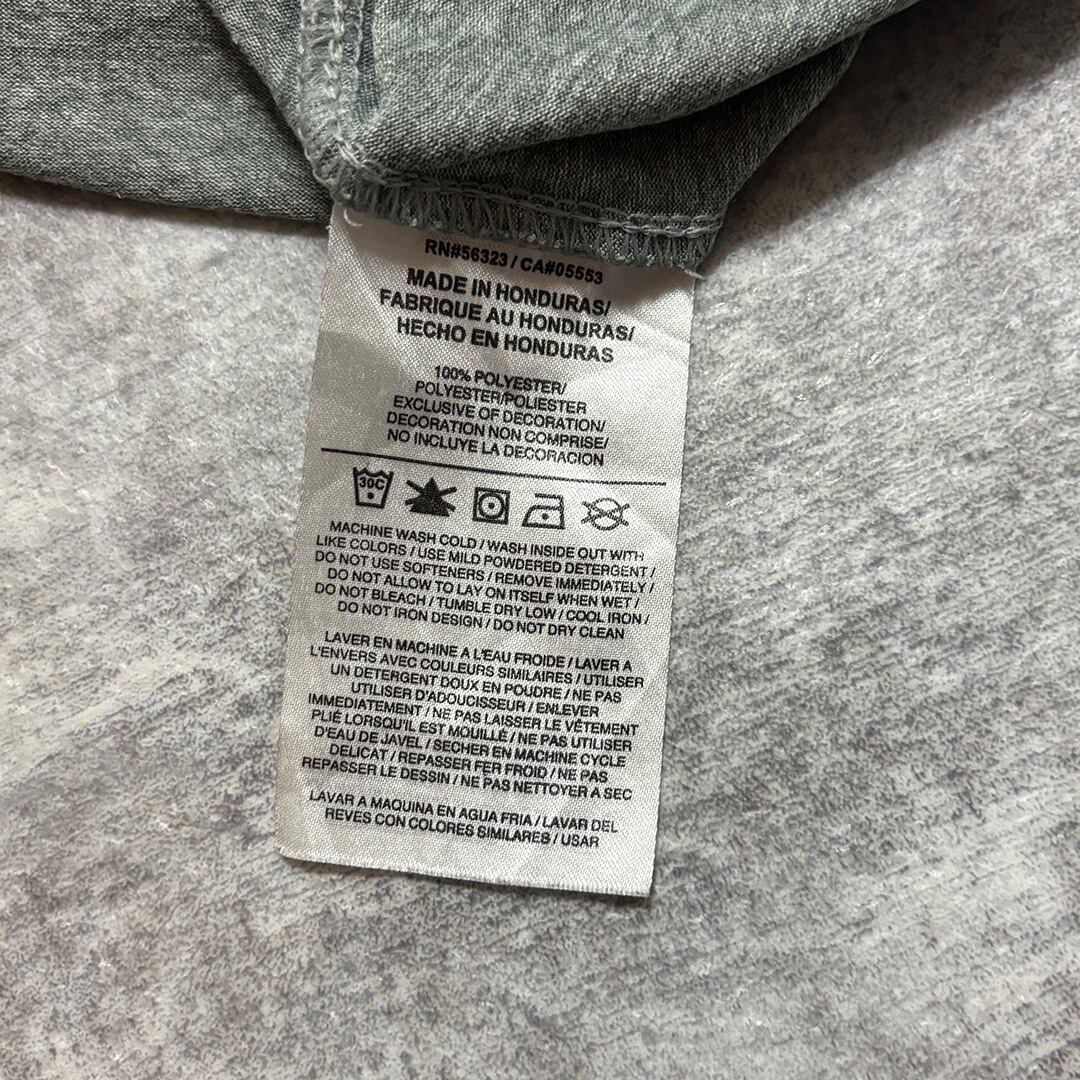 RN#56323 / CA#05553
MADE IN HONDURAS/
FABRIQUE AU HONDURAS/
HECHO EN HONDURAS
100% POLYESTER/
POLYESTER/POLIESTER
EXCLUSIVE OF DECORATION/
DECORATION NON COMPRISE/
NO INCLUYE LA DECORACION
30C
MACHINE WASH COLD / WASH INSIDE OUT WITH
LIKE COLORS / USE MILD POWDERED DETERGENT /
DO NOT USE SOFTENERS / REMOVE IMMEDIATELY /
DO NOT ALLOW TO LAY ON ITSELF WHEN WET /
DO NOT BLEACH / TUMBLE DRY LOW / COOL IRON /
DO NOT IRON DESIGN / DO NOT DRY CLEAN
LAVER EN MACHINE A L'EAU FROIDE / LAVER A
L'ENVERS AVEC COULEURS SIMILAIRES / UTILISER
UN DETERGENT DOUX EN POUDRE / NE PAS
UTILISER D'ADOUCISSEUR / ENLEVER
IMMEDIATEMENT / NE PAS LAISSER LE VÊTEMENT
PLIÉ LORSQU'IL EST MOUILLÉ / NE PAS UTILISER
D'EAU DE JAVEL / SECHER EN MACHINE CYCLE
DELICAT / REPASSER FER FROID / NE PAS
REPASSER LE DESSIN / NE PAS NETTOYER A SEC
LAVAR A MAQUINA EN AGUA FRIA / LAVAR DEL
REVES CON COLORES SIMILARES / USAR